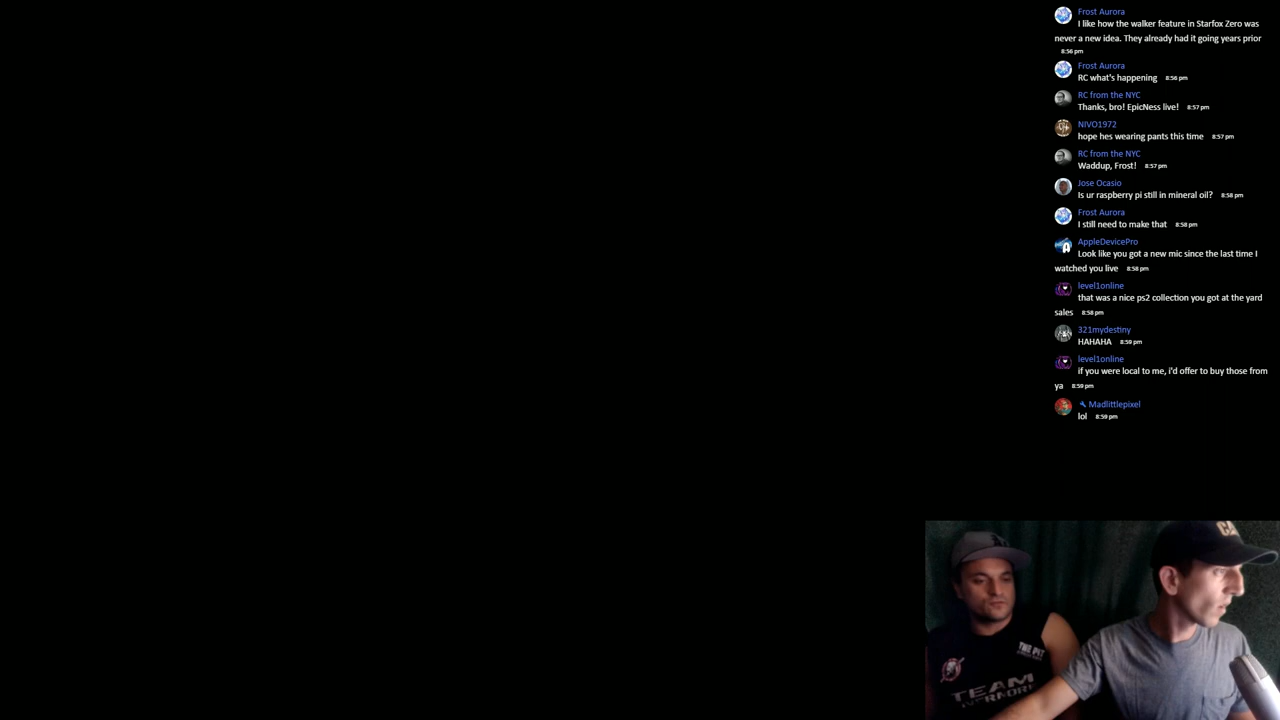 Frost Aurora
I like how the walker feature in Starfox Zero was
never a new idea. They already had it going years prior
8:56 pm
Frost Aurora
RC what's happening 8:56 pm
RC from the NYC
Thanks, bro! EpicNess live! 8:57 pm
NIVO1972
hope hes wearing pants this time 8:57 pm
RC from the NYC
Waddup, Frost! 8:57 pm
Jose Ocasio
Is ur raspberry pi still in mineral oil? 8:58 pm
Frost Aurora
I still need to make that 8:58 pm
AppleDevicePro
Look like you got a new mic since the last time I
watched you live 8:58 pm
level1online
that was a nice ps2 collection you got at the yard
sales 8:58 pm
321mydestiny
HAHAHA 8:59 pm
level1online
if you were local to me, i'd offer to buy those from
ya 8:59 pm
Madlittlepixel
lol 8:59 pm
THE PIT
TEAM